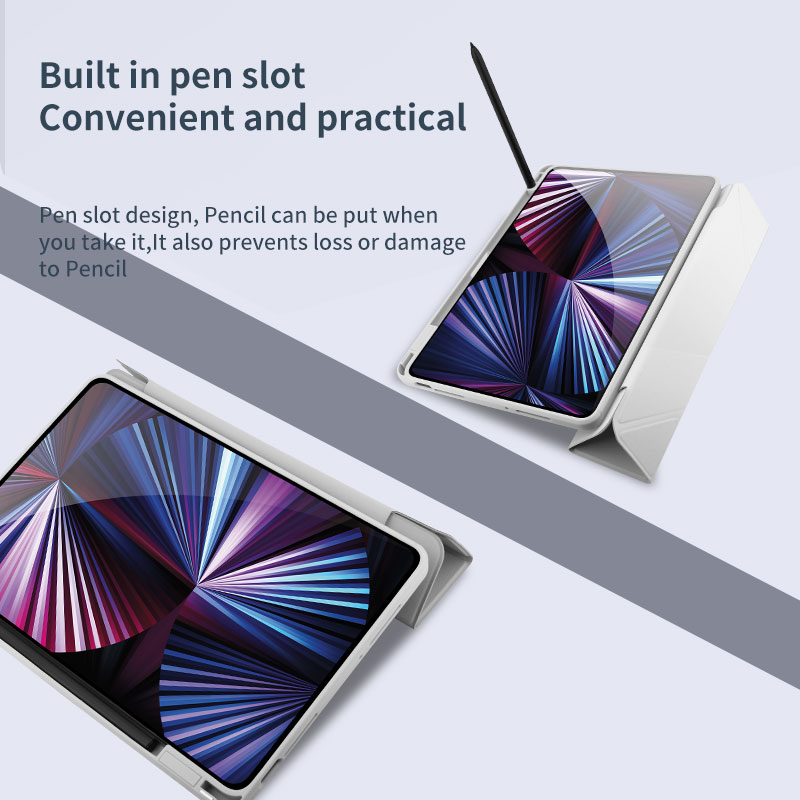 Built in pen slot
Convenient and practical
Pen slot design, Pencil can be put when
you take it,It also prevents loss or damage
to Pencil